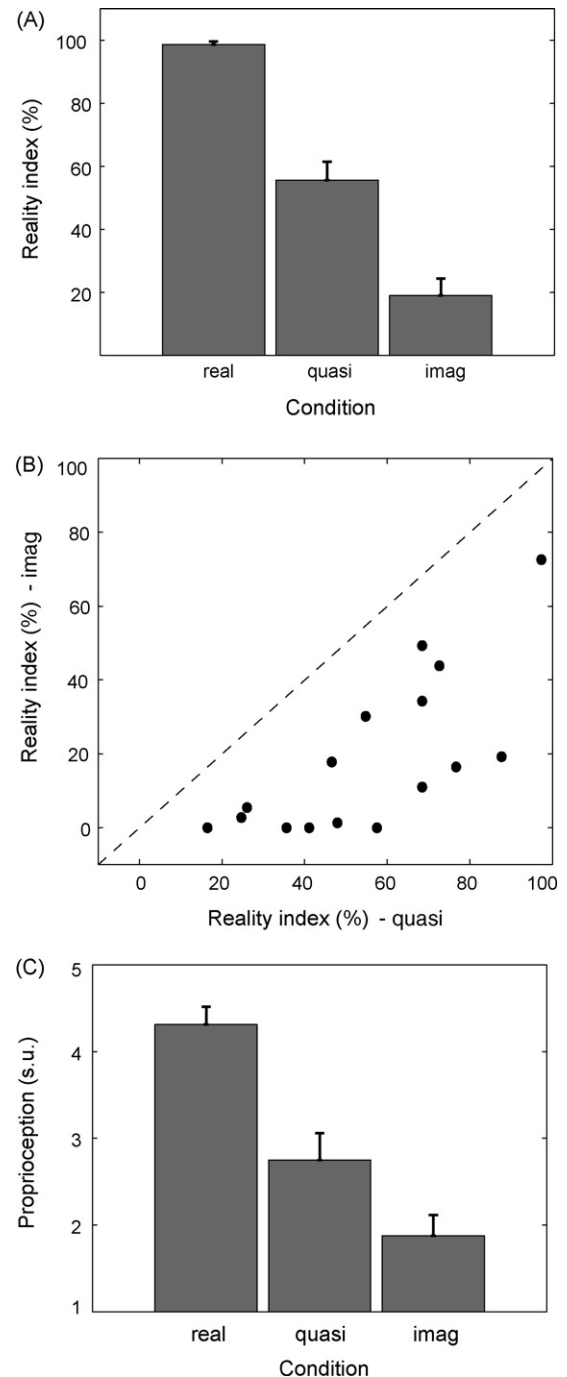 (A)
Reality index (%)
100
80
60
40
20
real quasi imag
Condition
(B)
Reality index (%) - imag
100
80
60
40
20
0
0 20 40 60 80 100
Reality index (%) - quasi
(C)
Proprioception (s.u.)
5
4
3
2
1
real quasi imag
Condition